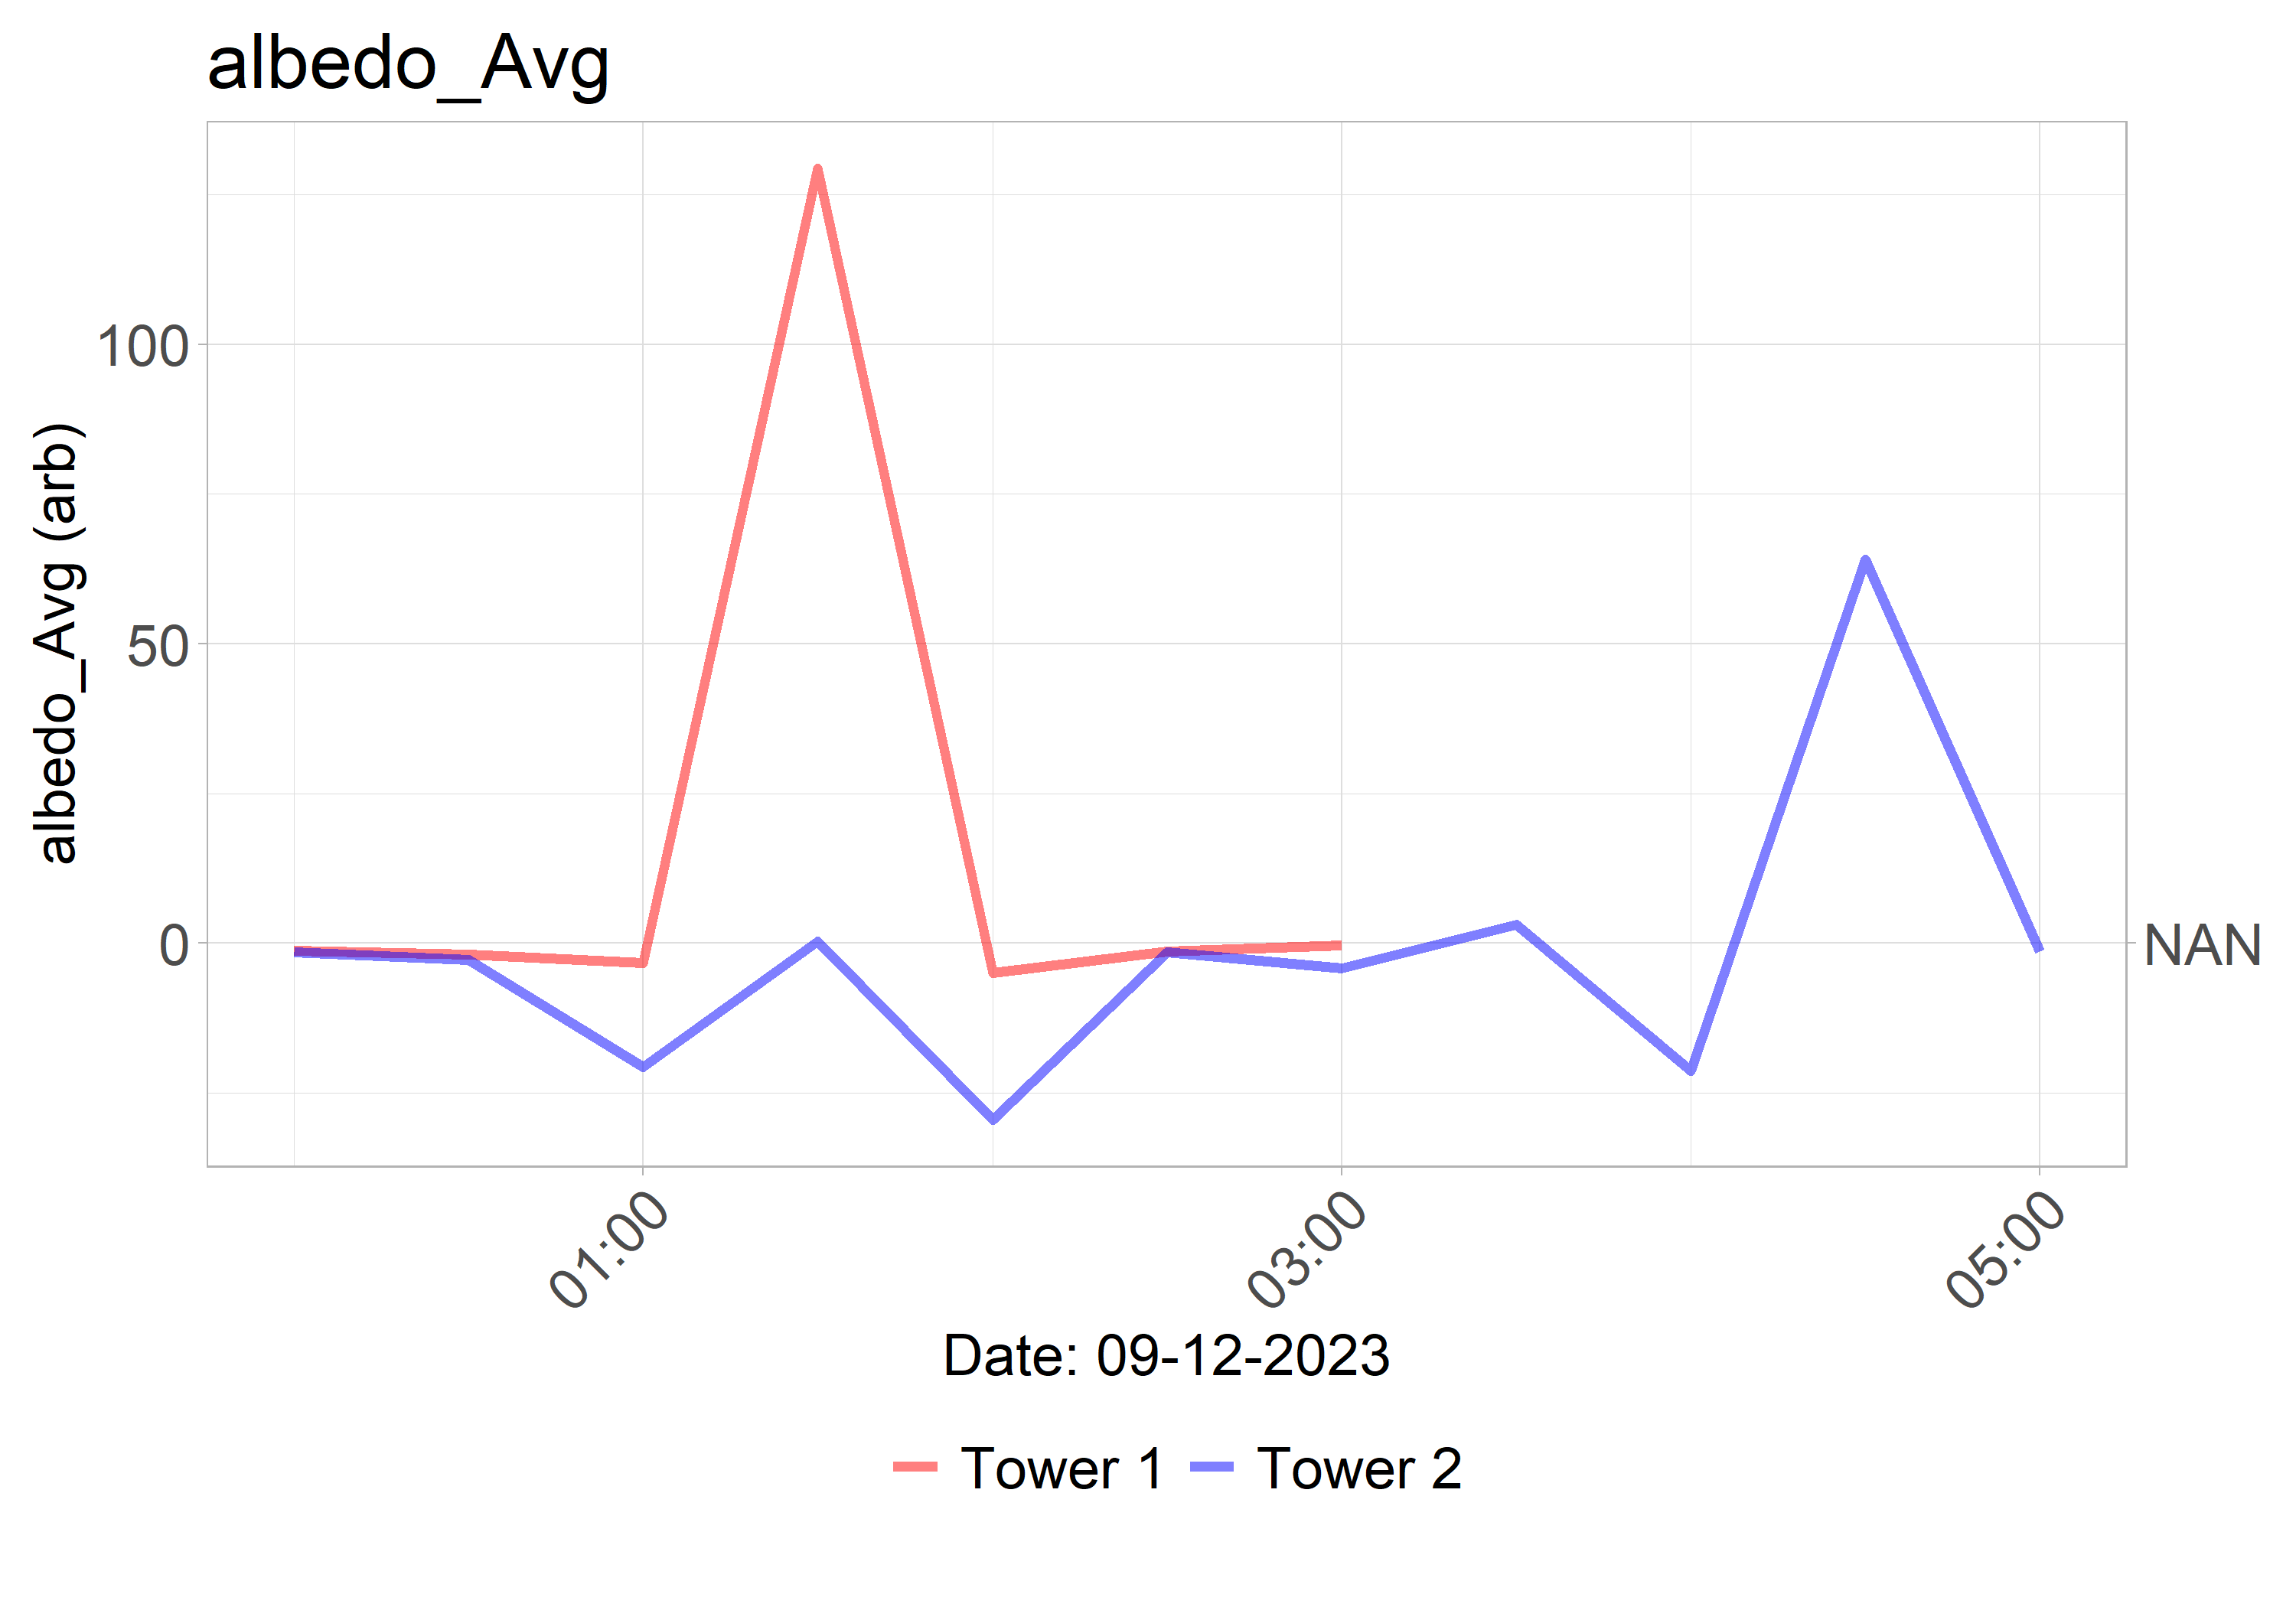 albedo_Avg
albedo_Avg (arb)
100
50
0
NAN
01:00
03:00
05:00
Date: 09-12-2023
Tower 1
Tower 2